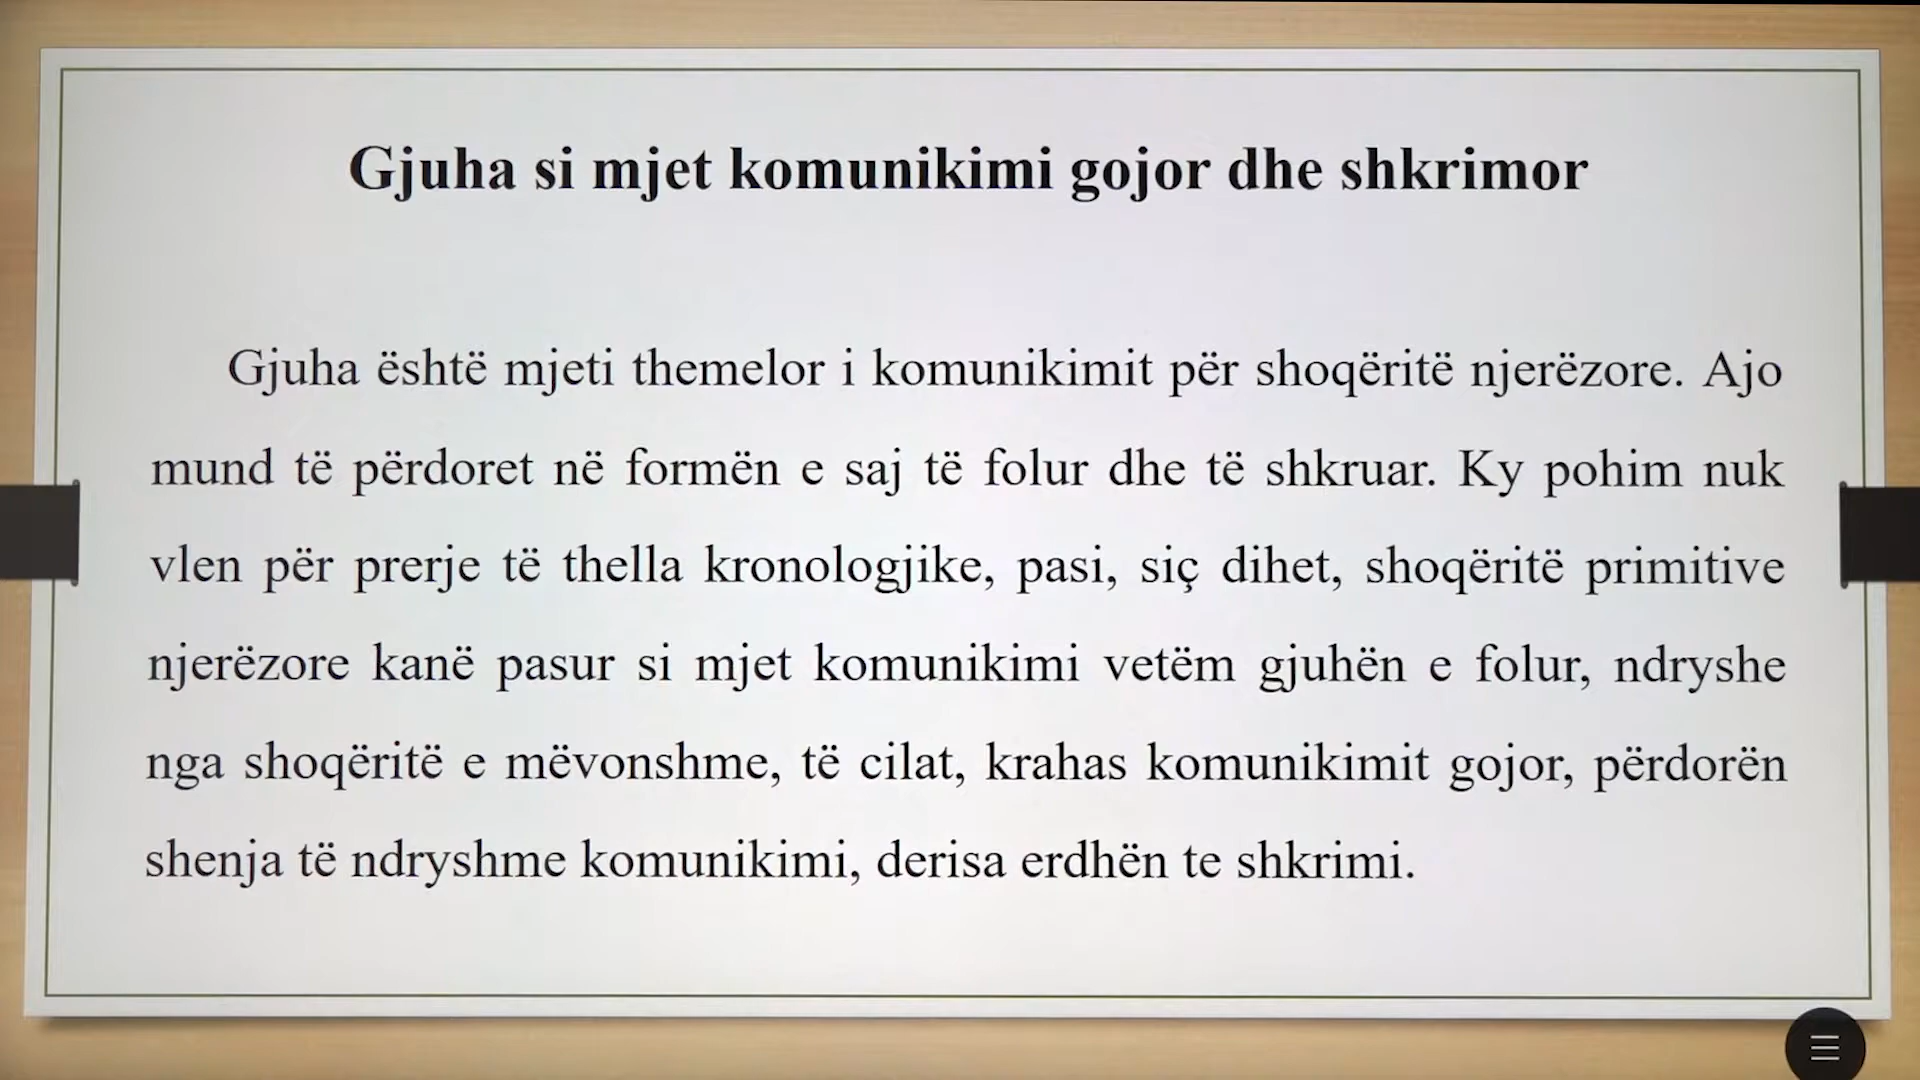 Gjuha si mjet komunikimi gojor dhe shkrimor
Gjuha është mjeti themelor i komunikimit për shoqëritë njerëzore. Ajo
mund të përdoret në formën e saj të folur dhe të shkruar. Ky pohim nuk
vlen për prerje të thella kronologjike, pasi, siç dihet, shoqëritë primitive
njerëzore kanë pasur si mjet komunikimi vetëm gjuhën e folur, ndryshe
nga shoqëritë e mëvonshme, të cilat, krahas komunikimit gojor, përdorën
shenja të ndryshme komunikimi, derisa erdhën te shkrimi.